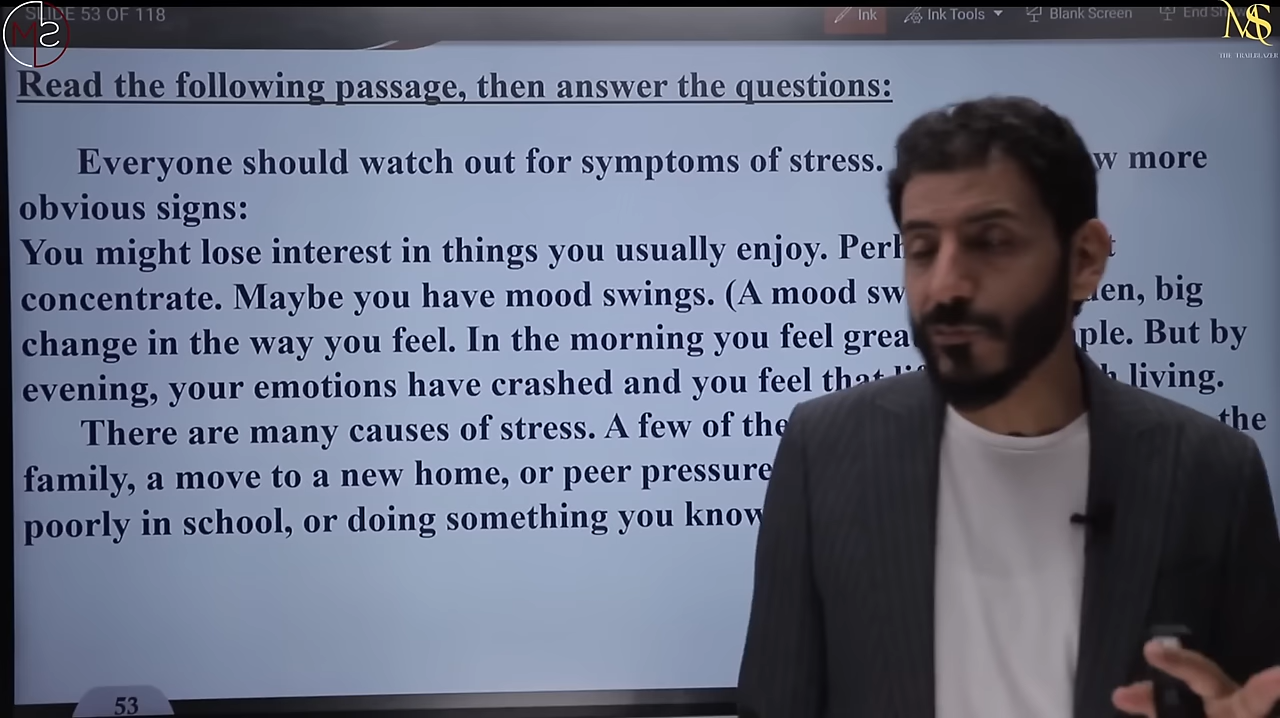 SLIDE 53 OF 118
Ink
Ink Tools
Blank Screen
End
MS
MS
THE TRAILBLAZER
Read the following passage, then answer the questions:
Everyone should watch out for symptoms of stress. more
obvious signs:
You might lose interest in things you usually enjoy.
concentrate. Maybe you have mood swings. (A mood big
change in the way you feel. In the morning you feel But by
evening, your emotions have crashed and you feel that living.
There are many causes of stress. A few of the
family, a move to a new home, or peer pressure
poorly in school, or doing something you know
53